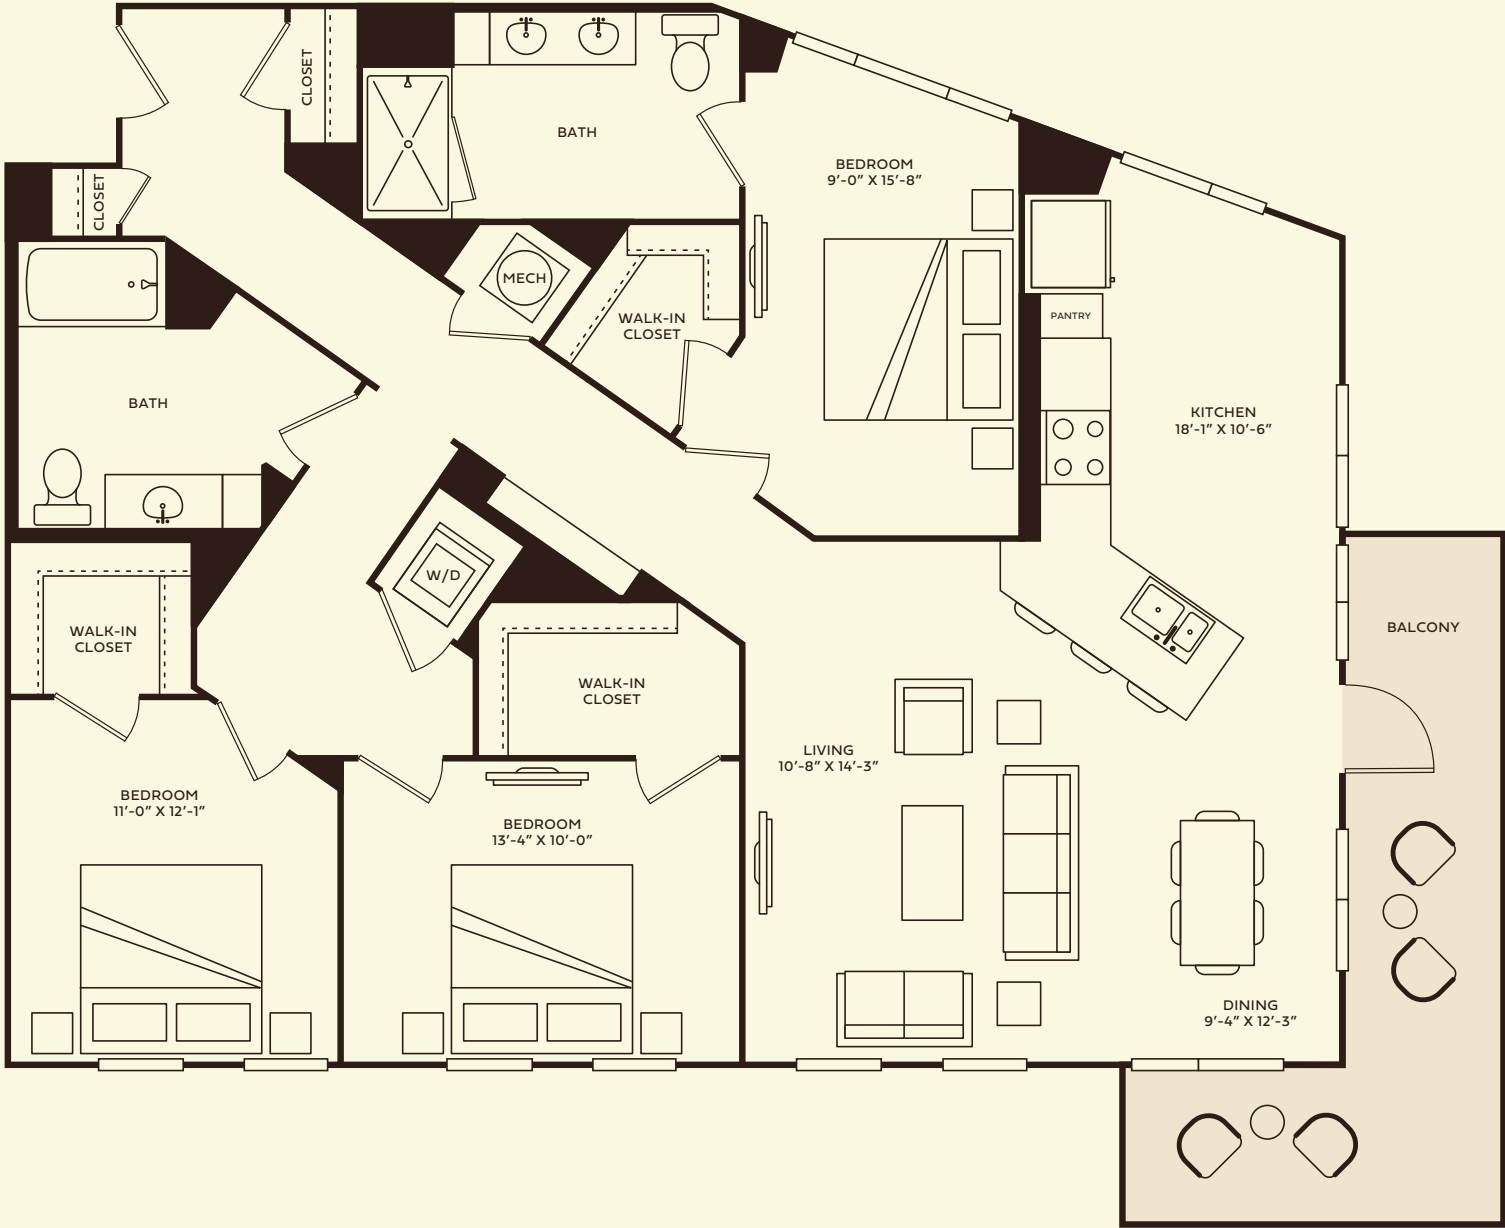 CLOSET
BATH
BEDROOM
9′-0″ X 15′-8″
CLOSET
MECH
WALK-IN
CLOSET
PANTRY
BATH
KITCHEN
18′-1″ X 10′-6″
W/D
WALK-IN
CLOSET
BALCONY
WALK-IN
CLOSET
LIVING
10′-8″ X 14′-3″
BEDROOM
11′-0″ X 12′-1″
BEDROOM
13′-4″ X 10′-0″
DINING
9′-4″ X 12′-3″